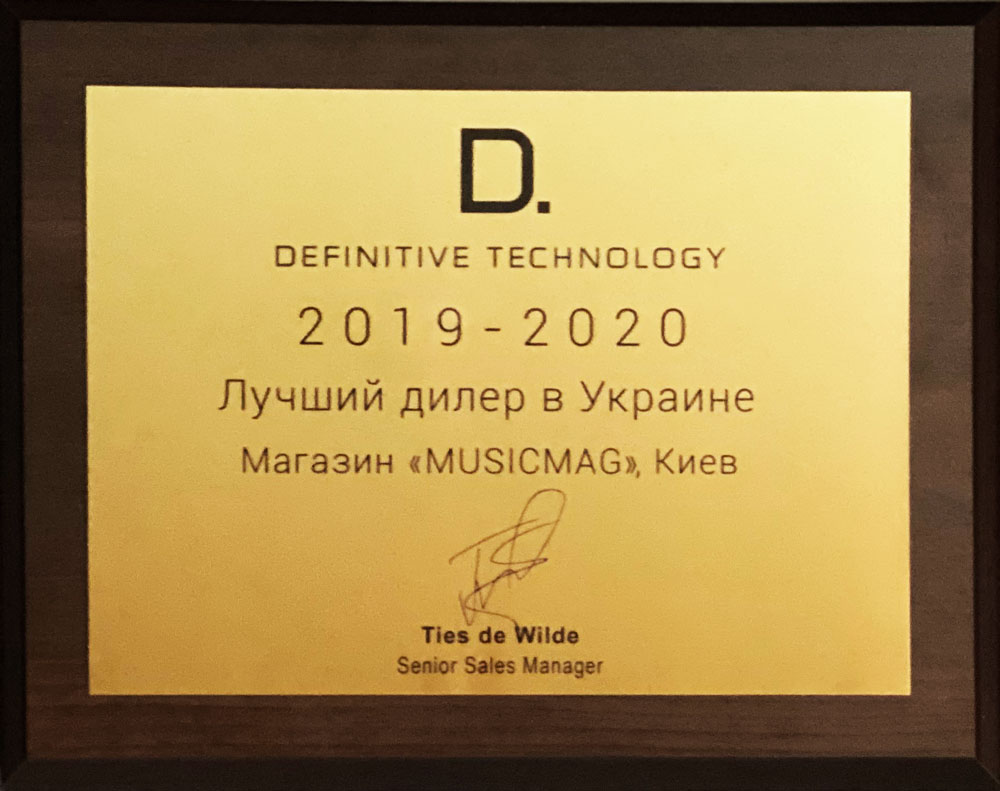 D.
DEFINITIVE TECHNOLOGY
2019-2020
Лучший дилер в Украине
Магазин «MUSICMAG», Киев
Ties de Wilde
Senior Sales Manager